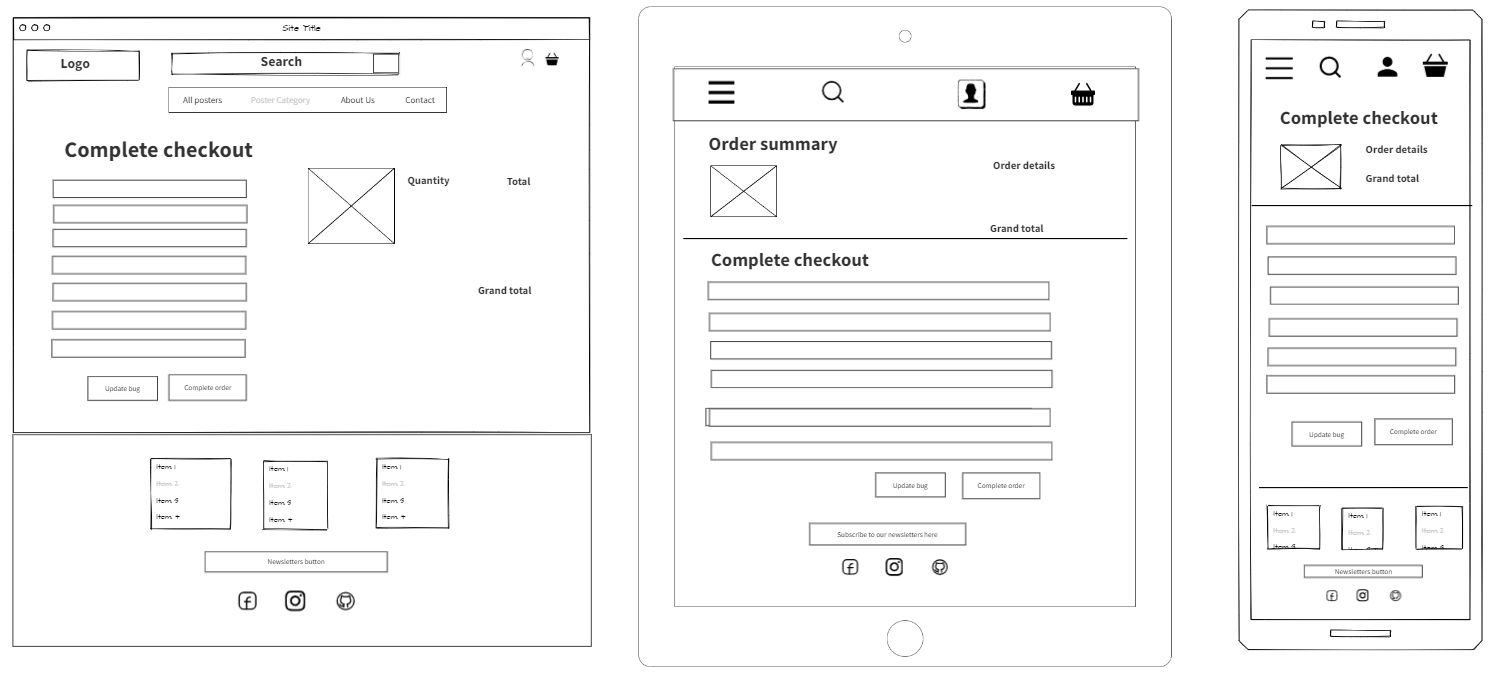 Site Title
Logo
Search
All posters Poster Category About Us Contact
Complete checkout
Quantity Total
Grand total
Update bug Complete order
Item 1
Item 2
Item 3
Item 4
Item 1
Item 2
Item 3
Item 4
Item 1
Item 2
Item 3
Item 4
Newsletters button
Order summary
Order details
Grand total
Complete checkout
Update bug Complete order
Subscribe to our newsletters here
Complete checkout
Order details
Grand total
Update bug Complete order
Item 1
Item 2
Item 3
Item 1
Item 2
Item 1
Item 2
Item 3
Newsletters button